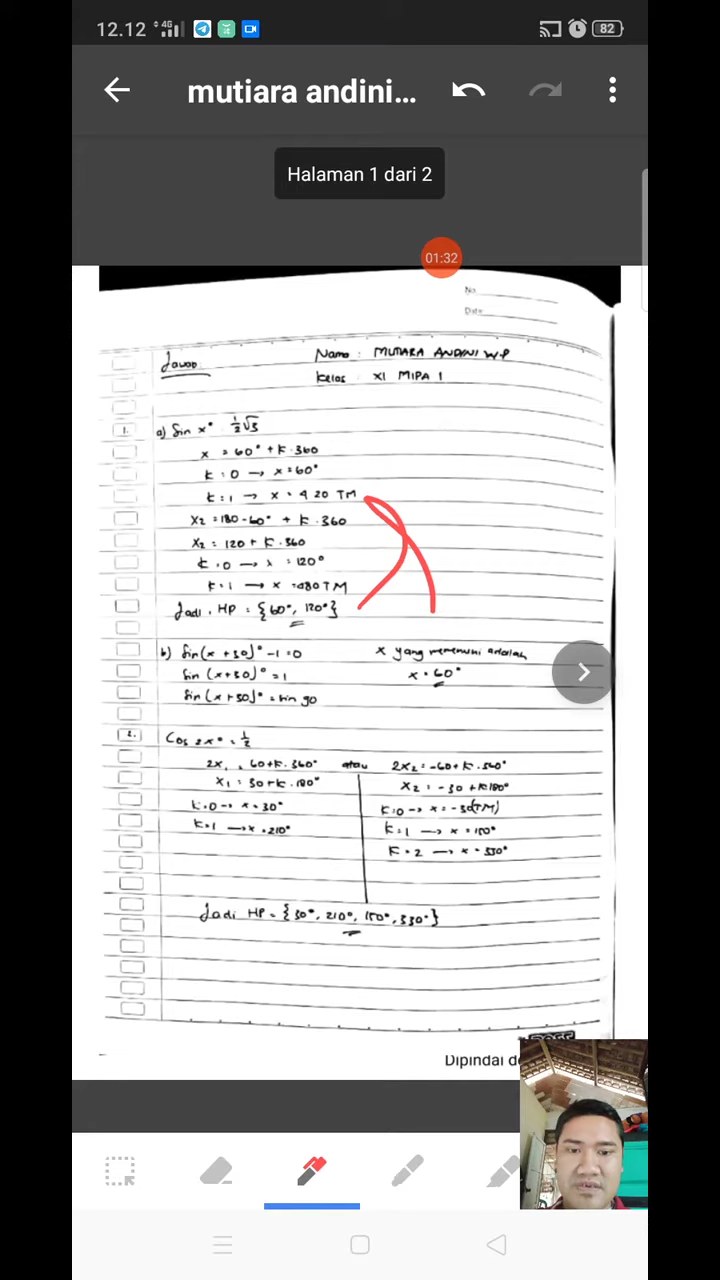 12.12 4G 82
mutiara andini...
Halaman 1 dari 2
01:32
No.
Date:
Jawab: Nama : MUTIARA ANDINI W.P
Kelas : XI MIPA 1
1. a) Sin x° ½√3
x = 60° + k.360
k = 0 → x = 60°
k = 1 → x = 420 TM
x2 = 180-60° + k.360
x2 = 120 + k.360
k = 0 → x = 120°
k = 1 → x = 480 TM
Jadi, HP = {60°, 120°}
b) Sin(x +30)° -1 = 0 x yang memenuhi adalah
Sin (x+30)° = 1 x = 60°
Sin (x+30)° = sin 90
2. Cos 2x° = ½
2x1 = 60+k.360° atau 2x2 = -60+k.360°
x1 = 30+k.180° x2 = -30 +k180°
k=0 → x = 30° k=0 → x = -30(TM)
k=1 → x = 210° k=1 → x = 150°
k = 2 → x = 330°
Jadi HP = {30°, 210°, 150°, 330°}
Dipindai